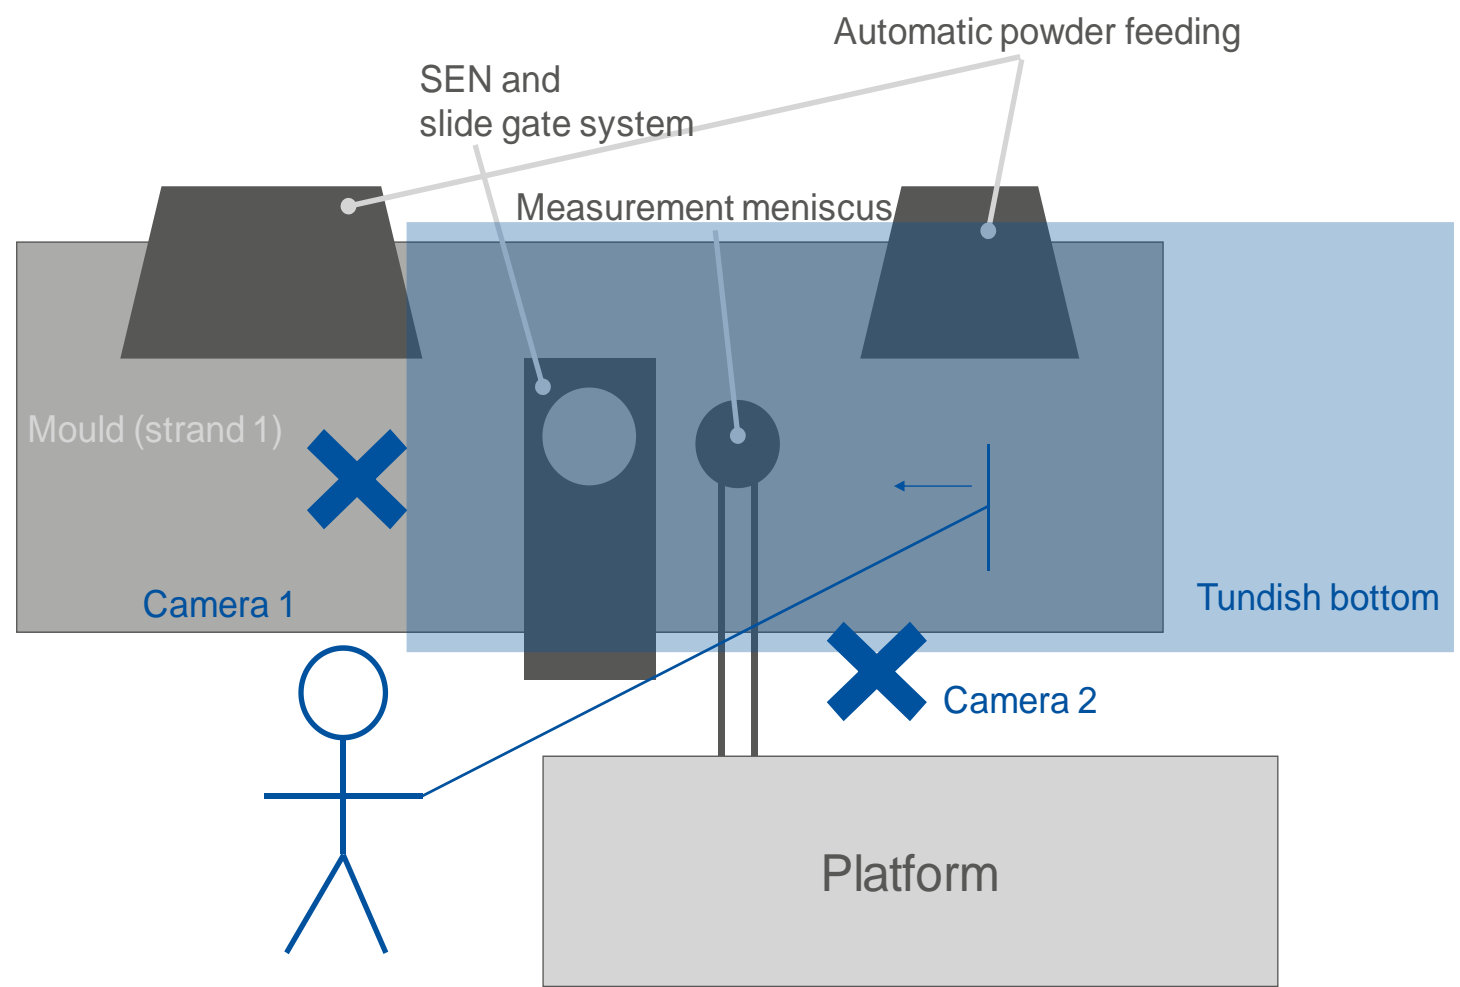 Automatic powder feeding
SEN and
slide gate system
Measurement meniscus
Mould (strand 1)
Camera 1
Tundish bottom
Camera 2
Platform